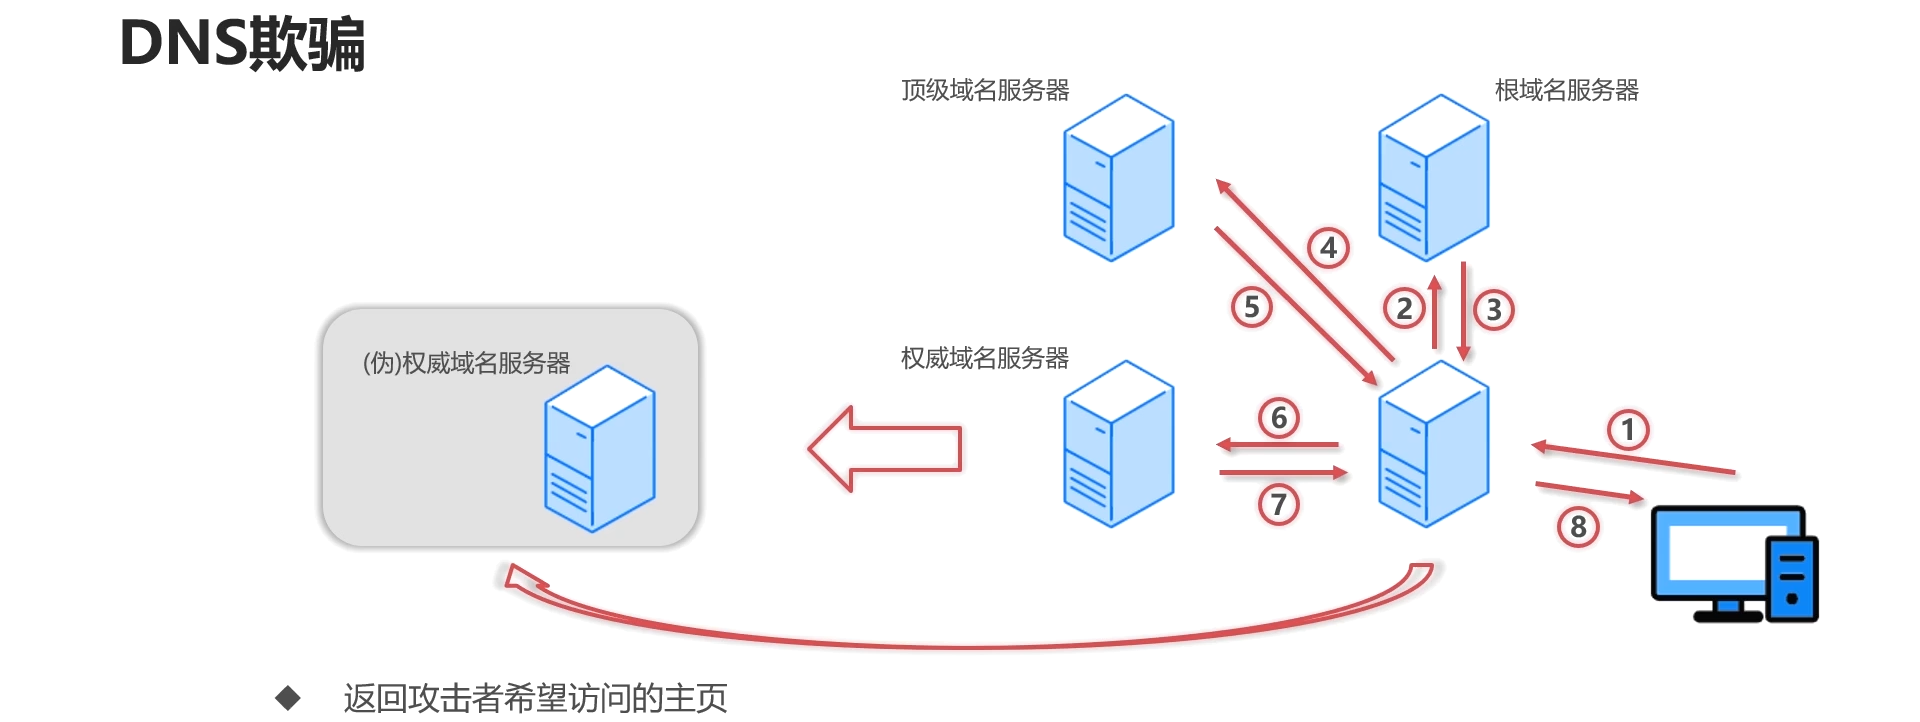 DNS欺骗
顶级域名服务器
根域名服务器
④
⑤
②
③
(伪)权威域名服务器
权威域名服务器
⑥
①
⑦
⑧
◆ 返回攻击者希望访问的主页